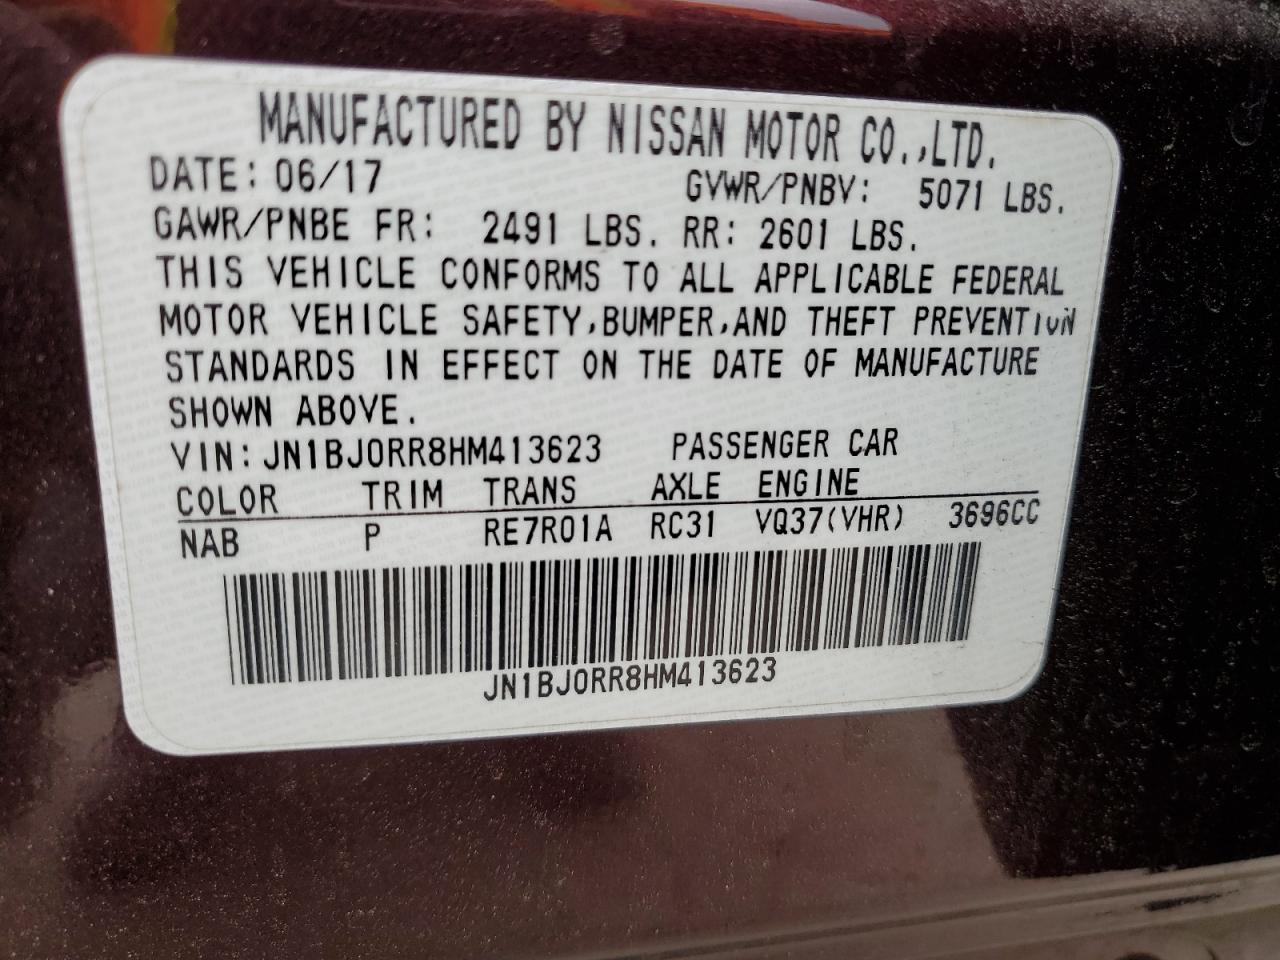 MANUFACTURED BY NISSAN MOTOR CO.,LTD.
DATE: 06/17 GVWR/PNBV: 5071 LBS.
GAWR/PNBE FR: 2491 LBS. RR: 2601 LBS.
THIS VEHICLE CONFORMS TO ALL APPLICABLE FEDERAL
MOTOR VEHICLE SAFETY,BUMPER,AND THEFT PREVENTION
STANDARDS IN EFFECT ON THE DATE OF MANUFACTURE
SHOWN ABOVE.
VIN:JN1BJ0RR8HM413623 PASSENGER CAR
COLOR TRIM TRANS AXLE ENGINE
NAB P RE7R01A RC31 VQ37(VHR) 3696CC
JN1BJ0RR8HM413623